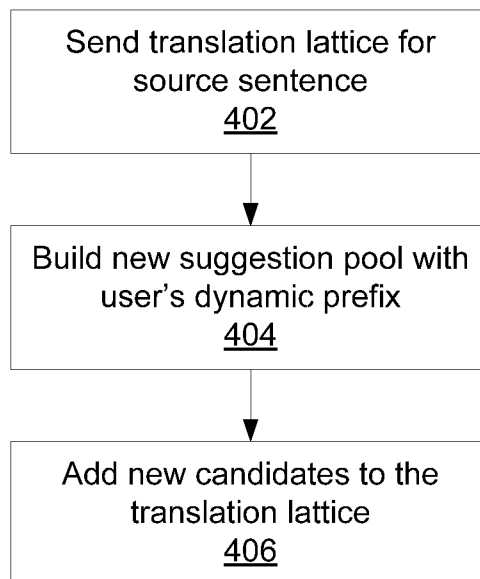 Send translation lattice for
source sentence
402
Build new suggestion pool with
user's dynamic prefix
404
Add new candidates to the
translation lattice
406